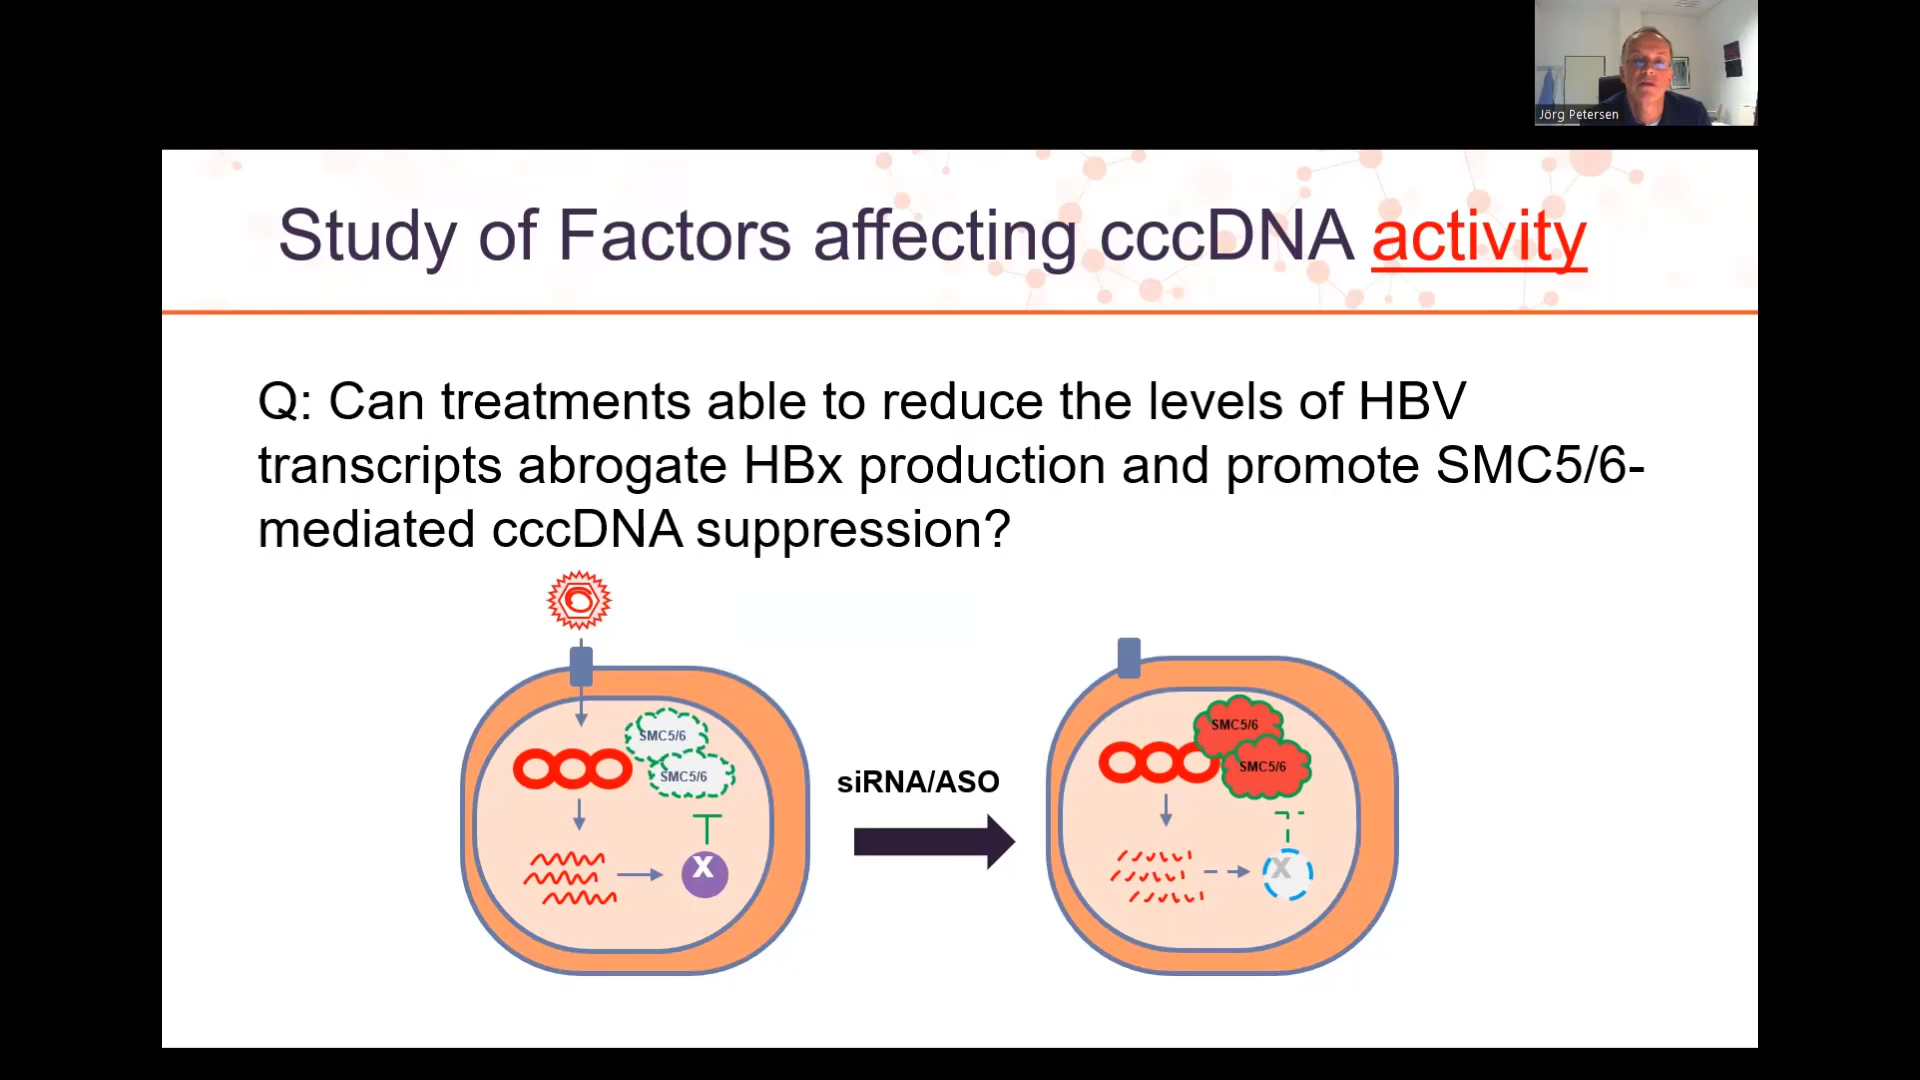 Jörg Petersen
Study of Factors affecting cccDNA activity
Q: Can treatments able to reduce the levels of HBV
transcripts abrogate HBx production and promote SMC5/6-
mediated cccDNA suppression?
SMC5/6
SMC5/6
X
siRNA/ASO
SMC5/6
SMC5/6
X